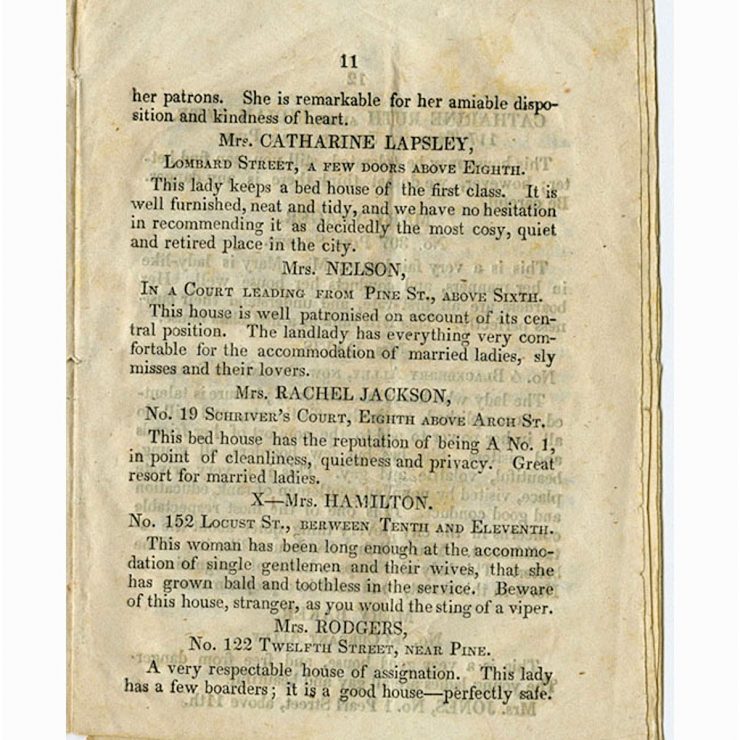 11
her patrons. She is remarkable for her amiable dispo-
sition and kindness of heart.
Mrs. CATHARINE LAPSLEY,
LOMBARD STREET, A FEW DOORS ABOVE EIGHTH.
This lady keeps a bed house of the first class. It is
well furnished, neat and tidy, and we have no hesitation
in recommending it as decidedly the most cosy, quiet
and retired place in the city.
Mrs. NELSON,
IN A COURT LEADING FROM PINE ST., ABOVE SIXTH.
This house is well patronised on account of its cen-
tral position. The landlady has everything very com-
fortable for the accommodation of married ladies, sly
misses and their lovers.
Mrs. RACHEL JACKSON,
No. 19 SCHRIVER'S COURT, EIGHTH ABOVE ARCH ST.
This bed house has the reputation of being A No. 1,
in point of cleanliness, quietness and privacy. Great
resort for married ladies.
X—Mrs. HAMILTON.
No. 152 LOCUST ST., BERWEEN TENTH AND ELEVENTH.
This woman has been long enough at the accommo-
dation of single gentlemen and their wives, that she
has grown bald and toothless in the service. Beware
of this house, stranger, as you would the sting of a viper.
Mrs. RODGERS,
No. 122 TWELFTH STREET, NEAR PINE.
A very respectable house of assignation. This lady
has a few boarders; it is a good house—perfectly safe.